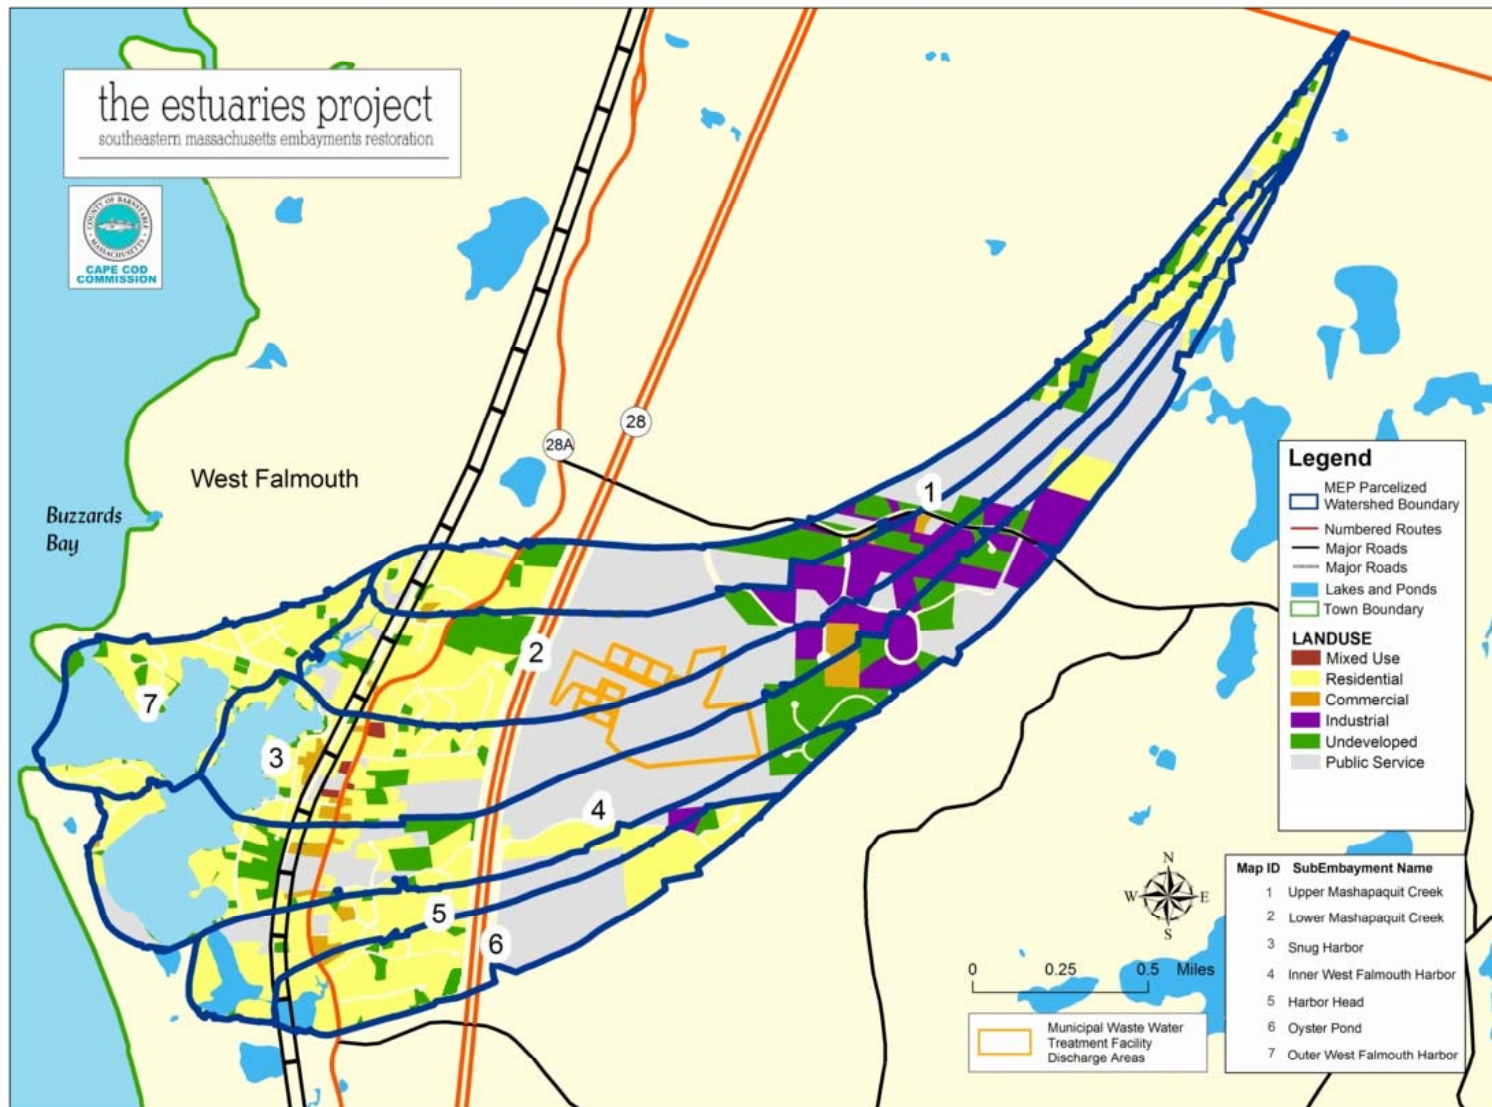 the estuaries project
southeastern massachusetts embayments restoration
COUNTY OF BARNSTABLE
MASSACHUSETTS
CAPE COD
COMMISSION
28
28A
West Falmouth
Buzzards
Bay
1
2
7
3
4
5
6
Legend
MEP Parcelized
Watershed Boundary
Numbered Routes
Major Roads
Major Roads
Lakes and Ponds
Town Boundary
LANDUSE
Mixed Use
Residential
Commercial
Industrial
Undeveloped
Public Service
N
W E
S
0 0.25 0.5 Miles
Municipal Waste Water
Treatment Facility
Discharge Areas
Map ID SubEmbayment Name
1 Upper Mashapaquit Creek
2 Lower Mashapaquit Creek
3 Snug Harbor
4 Inner West Falmouth Harbor
5 Harbor Head
6 Oyster Pond
7 Outer West Falmouth Harbor